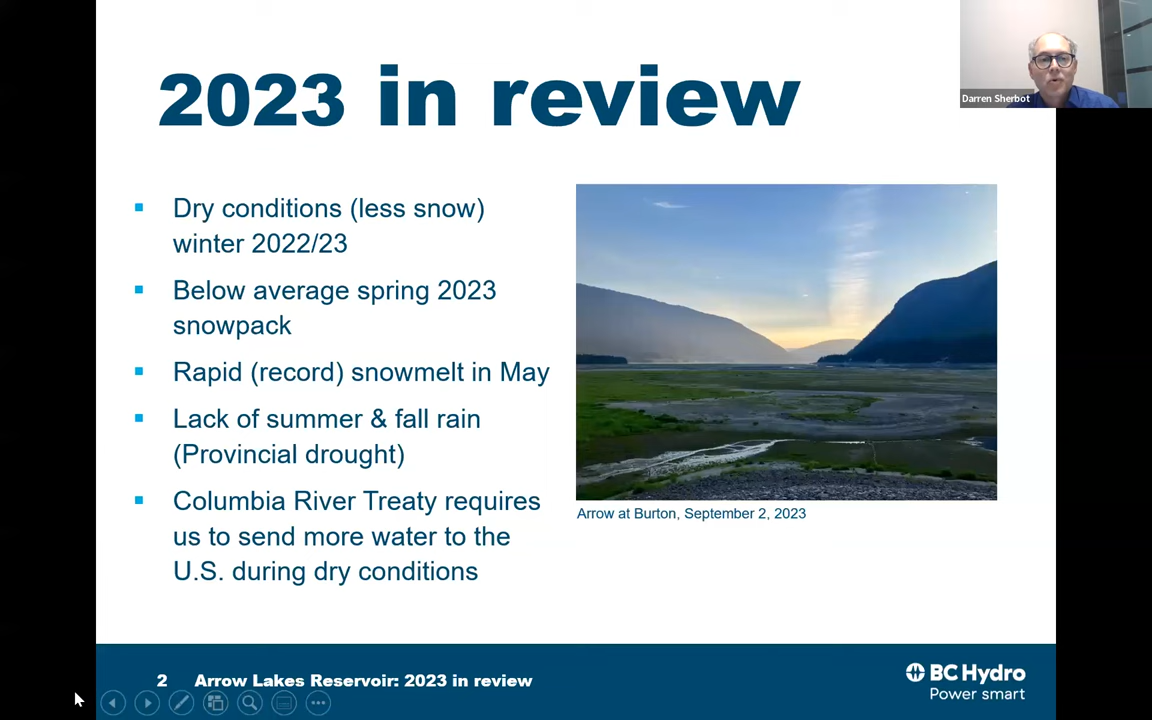 2023 in review
Darren Sherbot
▪ Dry conditions (less snow)
winter 2022/23
▪ Below average spring 2023
snowpack
▪ Rapid (record) snowmelt in May
▪ Lack of summer & fall rain
(Provincial drought)
▪ Columbia River Treaty requires
us to send more water to the
U.S. during dry conditions
Arrow at Burton, September 2, 2023
2 Arrow Lakes Reservoir: 2023 in review
BC Hydro
Power smart